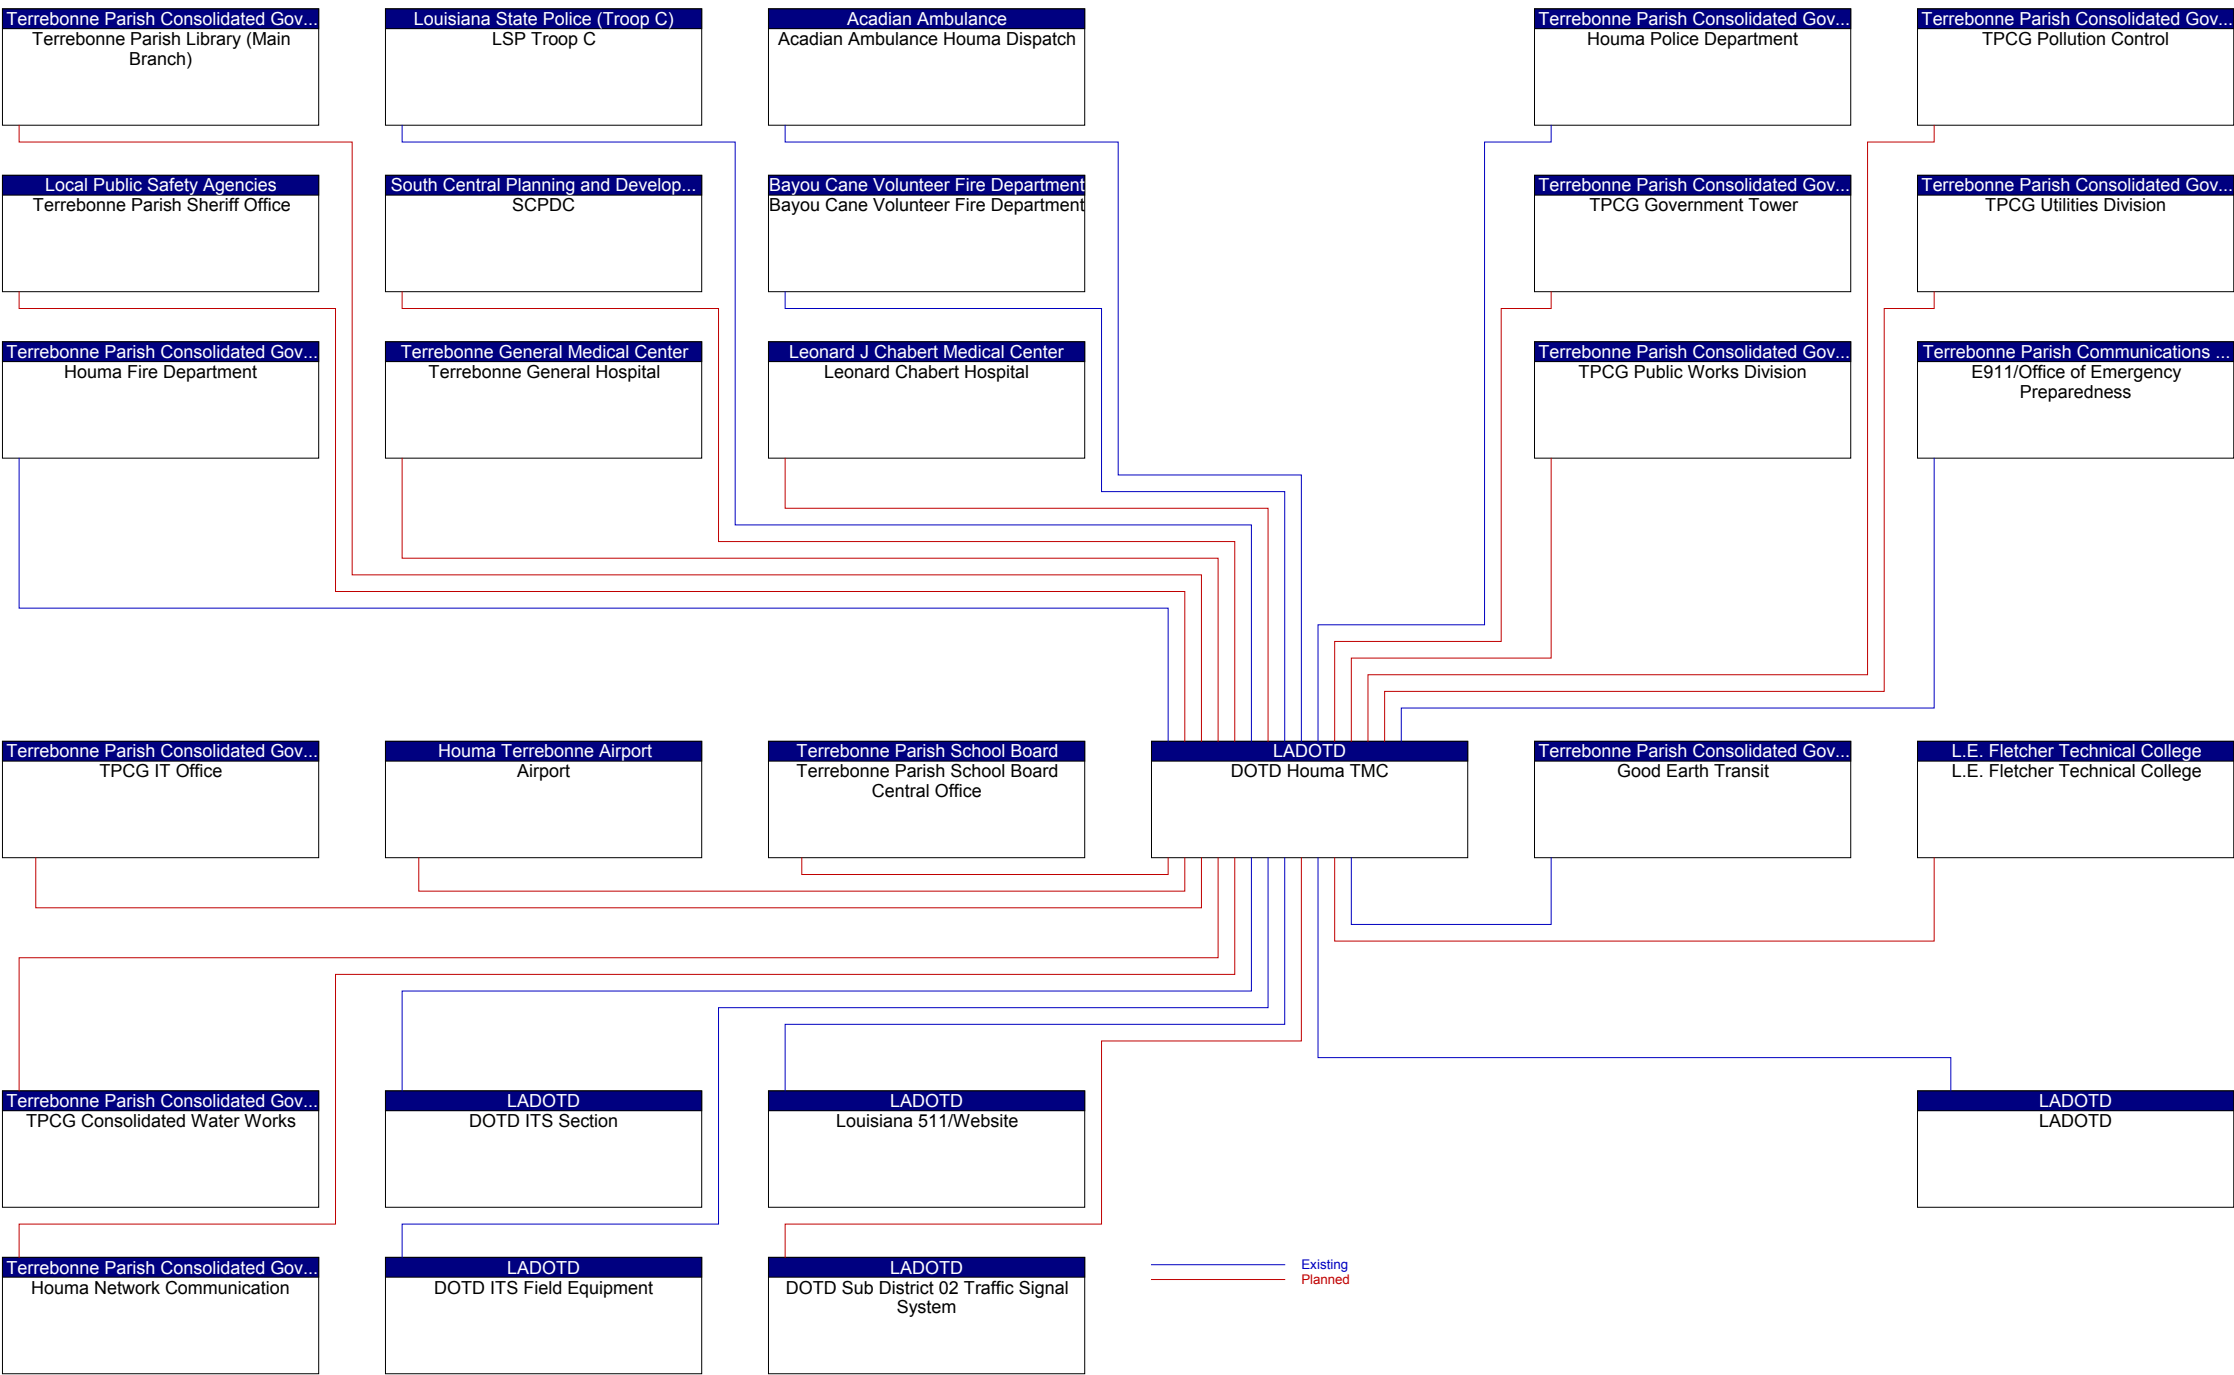 Terrebonne Parish Consolidated Gov...
Terrebonne Parish Library (Main
Branch)
Louisiana State Police (Troop C)
LSP Troop C
Acadian Ambulance
Acadian Ambulance Houma Dispatch
Terrebonne Parish Consolidated Gov...
Houma Police Department
Terrebonne Parish Consolidated Gov...
TPCG Pollution Control
Local Public Safety Agencies
Terrebonne Parish Sheriff Office
South Central Planning and Develop...
SCPDC
Bayou Cane Volunteer Fire Department
Bayou Cane Volunteer Fire Department
Terrebonne Parish Consolidated Gov...
TPCG Government Tower
Terrebonne Parish Consolidated Gov...
TPCG Utilities Division
Terrebonne Parish Consolidated Gov...
Houma Fire Department
Terrebonne General Medical Center
Terrebonne General Hospital
Leonard J Chabert Medical Center
Leonard Chabert Hospital
Terrebonne Parish Consolidated Gov...
TPCG Public Works Division
Terrebonne Parish Communications ...
E911/Office of Emergency
Preparedness
Terrebonne Parish Consolidated Gov...
TPCG IT Office
Houma Terrebonne Airport
Airport
Terrebonne Parish School Board
Terrebonne Parish School Board
Central Office
LADOTD
DOTD Houma TMC
Terrebonne Parish Consolidated Gov...
Good Earth Transit
L.E. Fletcher Technical College
L.E. Fletcher Technical College
Terrebonne Parish Consolidated Gov...
TPCG Consolidated Water Works
LADOTD
DOTD ITS Section
LADOTD
Louisiana 511/Website
LADOTD
LADOTD
Terrebonne Parish Consolidated Gov...
Houma Network Communication
LADOTD
DOTD ITS Field Equipment
LADOTD
DOTD Sub District 02 Traffic Signal
System
Existing
Planned